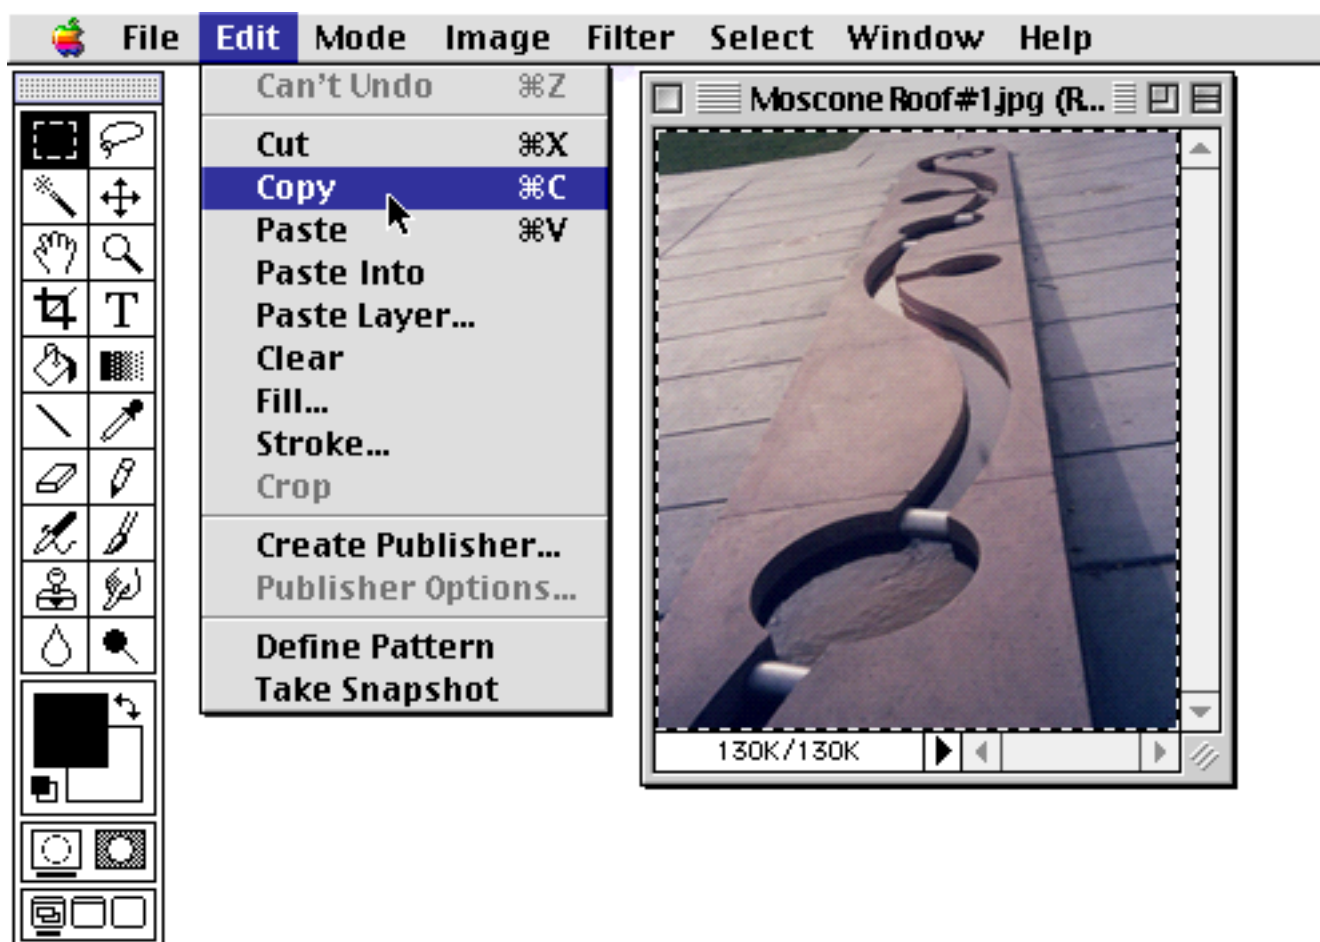 File Edit Mode Image Filter Select Window Help
Can't Undo ⌘Z
Cut ⌘X
Copy ⌘C
Paste ⌘V
Paste Into
Paste Layer...
Clear
Fill...
Stroke...
Crop
Create Publisher...
Publisher Options...
Define Pattern
Take Snapshot
T
Moscone Roof#1.jpg (R...
130K/130K